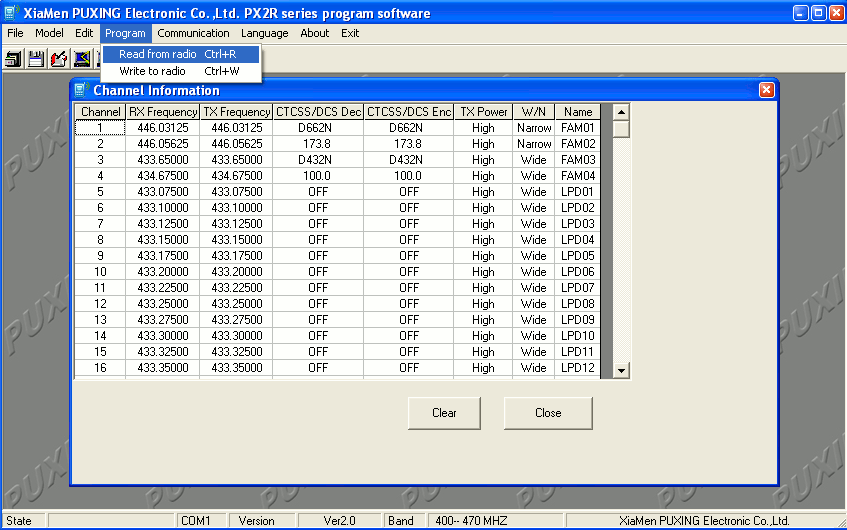 XiaMen PUXING Electronic Co.,Ltd. PX2R series program software
File Model Edit Program Communication Language About Exit
Read from radio Ctrl+R
Write to radio Ctrl+W
Channel Information
Channel RX Frequency TX Frequency CTCSS/DCS Dec CTCSS/DCS Enc TX Power W/N Name
1 446.03125 446.03125 D662N D662N High Narrow FAM01
2 446.05625 446.05625 173.8 173.8 High Narrow FAM02
3 433.65000 433.65000 D432N D432N High Wide FAM03
4 434.67500 434.67500 100.0 100.0 High Wide FAM04
5 433.07500 433.07500 OFF OFF High Wide LPD01
6 433.10000 433.10000 OFF OFF High Wide LPD02
7 433.12500 433.12500 OFF OFF High Wide LPD03
8 433.15000 433.15000 OFF OFF High Wide LPD04
9 433.17500 433.17500 OFF OFF High Wide LPD05
10 433.20000 433.20000 OFF OFF High Wide LPD06
11 433.22500 433.22500 OFF OFF High Wide LPD07
12 433.25000 433.25000 OFF OFF High Wide LPD08
13 433.27500 433.27500 OFF OFF High Wide LPD09
14 433.30000 433.30000 OFF OFF High Wide LPD10
15 433.32500 433.32500 OFF OFF High Wide LPD11
16 433.35000 433.35000 OFF OFF High Wide LPD12
Clear Close
State COM1 Version Ver2.0 Band 400-- 470 MHZ XiaMen PUXING Electronic Co.,Ltd.